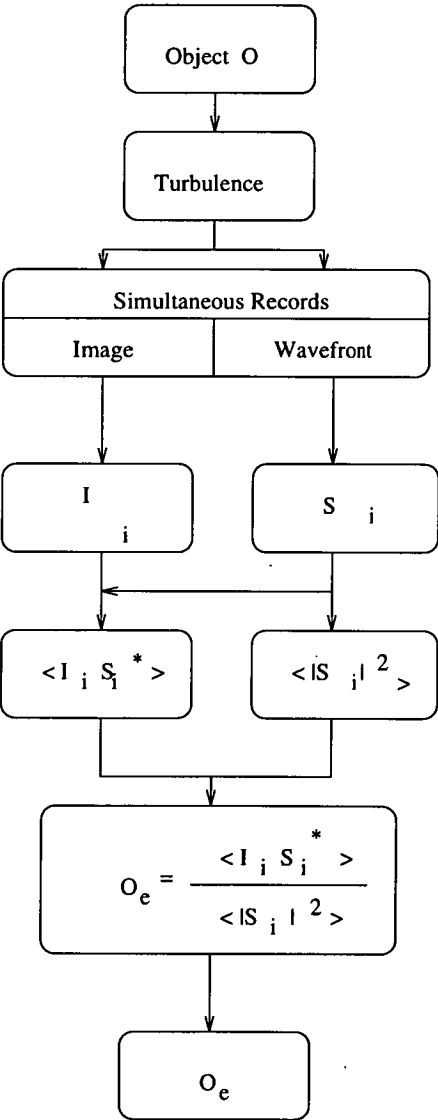 Object O
Turbulence
Simultaneous Records
Image Wavefront
I i
S i
< I i S i * >
< |S i | 2 >
O e = < I i S i * >
< |S i | 2 >
O e